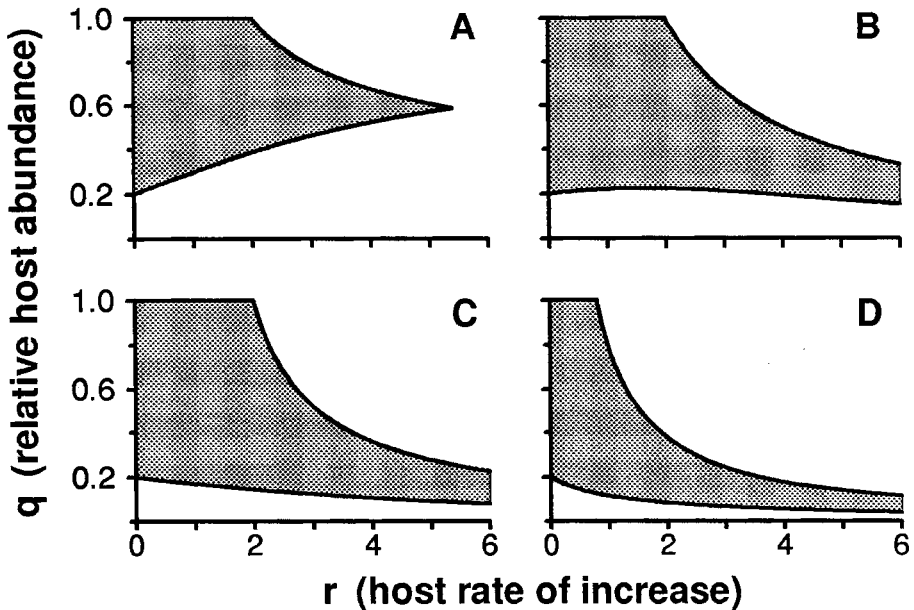 q (relative host abundance)
A
1.0
0.6
0.2
B
C
1.0
0.6
0.2
0 2 4 6
D
0 2 4 6
r (host rate of increase)